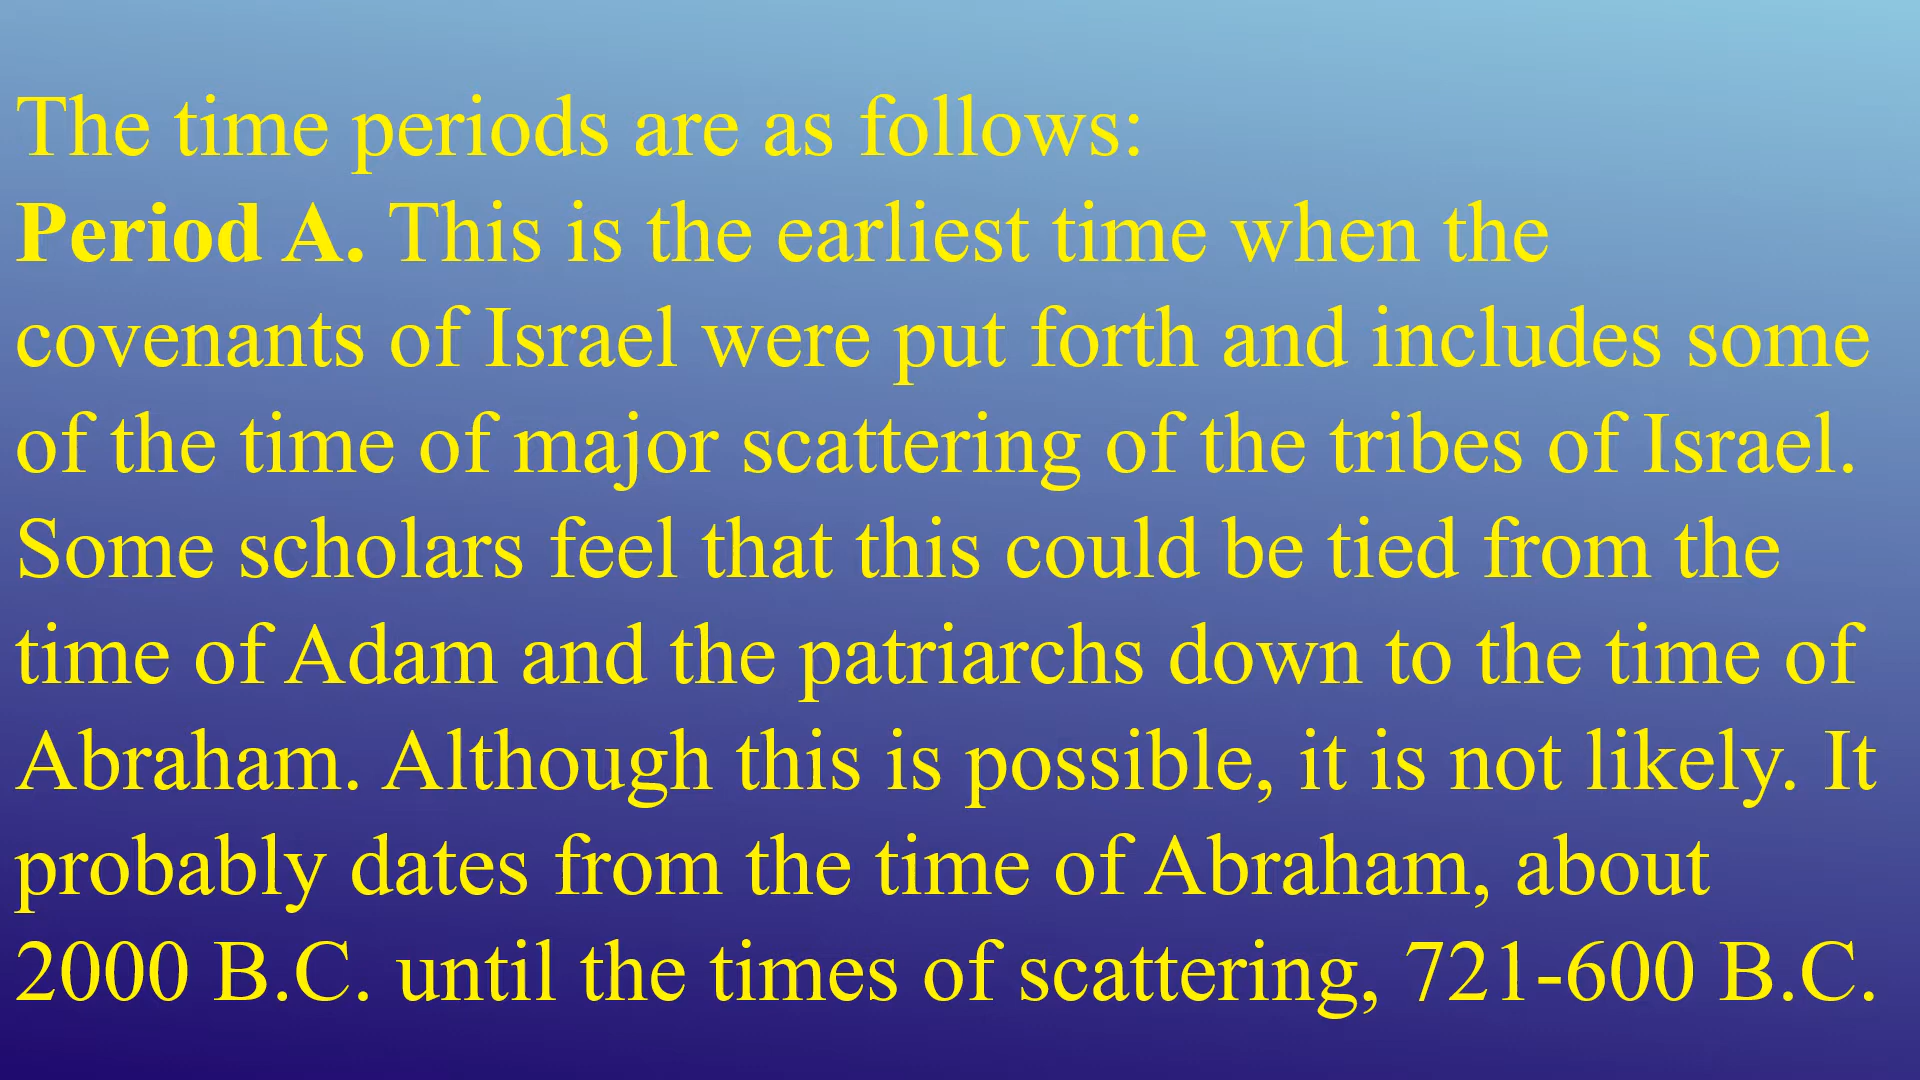 The time periods are as follows:
Period A. This is the earliest time when the
covenants of Israel were put forth and includes some
of the time of major scattering of the tribes of Israel.
Some scholars feel that this could be tied from the
time of Adam and the patriarchs down to the time of
Abraham. Although this is possible, it is not likely. It
probably dates from the time of Abraham, about
2000 B.C. until the times of scattering, 721-600 B.C.